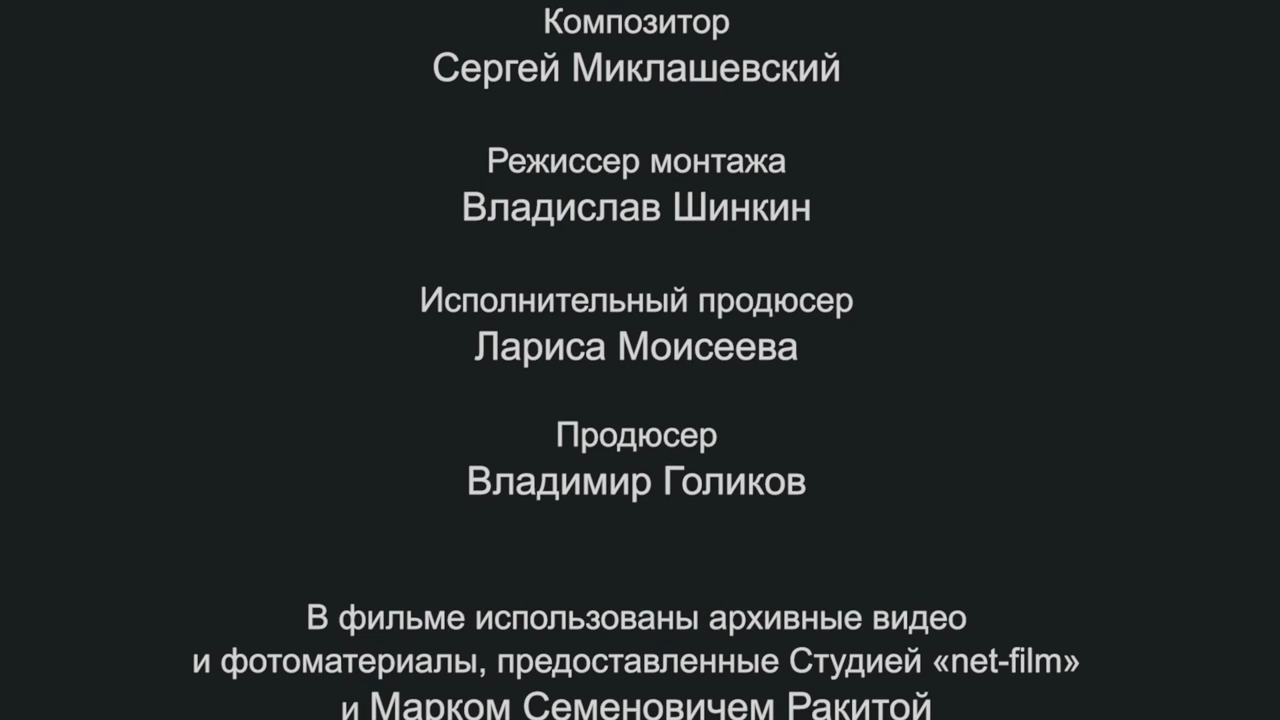 Композитор
Сергей Миклашевский
Режиссер монтажа
Владислав Шинкин
Исполнительный продюсер
Лариса Моисеева
Продюсер
Владимир Голиков
В фильме использованы архивные видео
и фотоматериалы, предоставленные Студией «net-film»
и Марком Семеновичем Ракитой